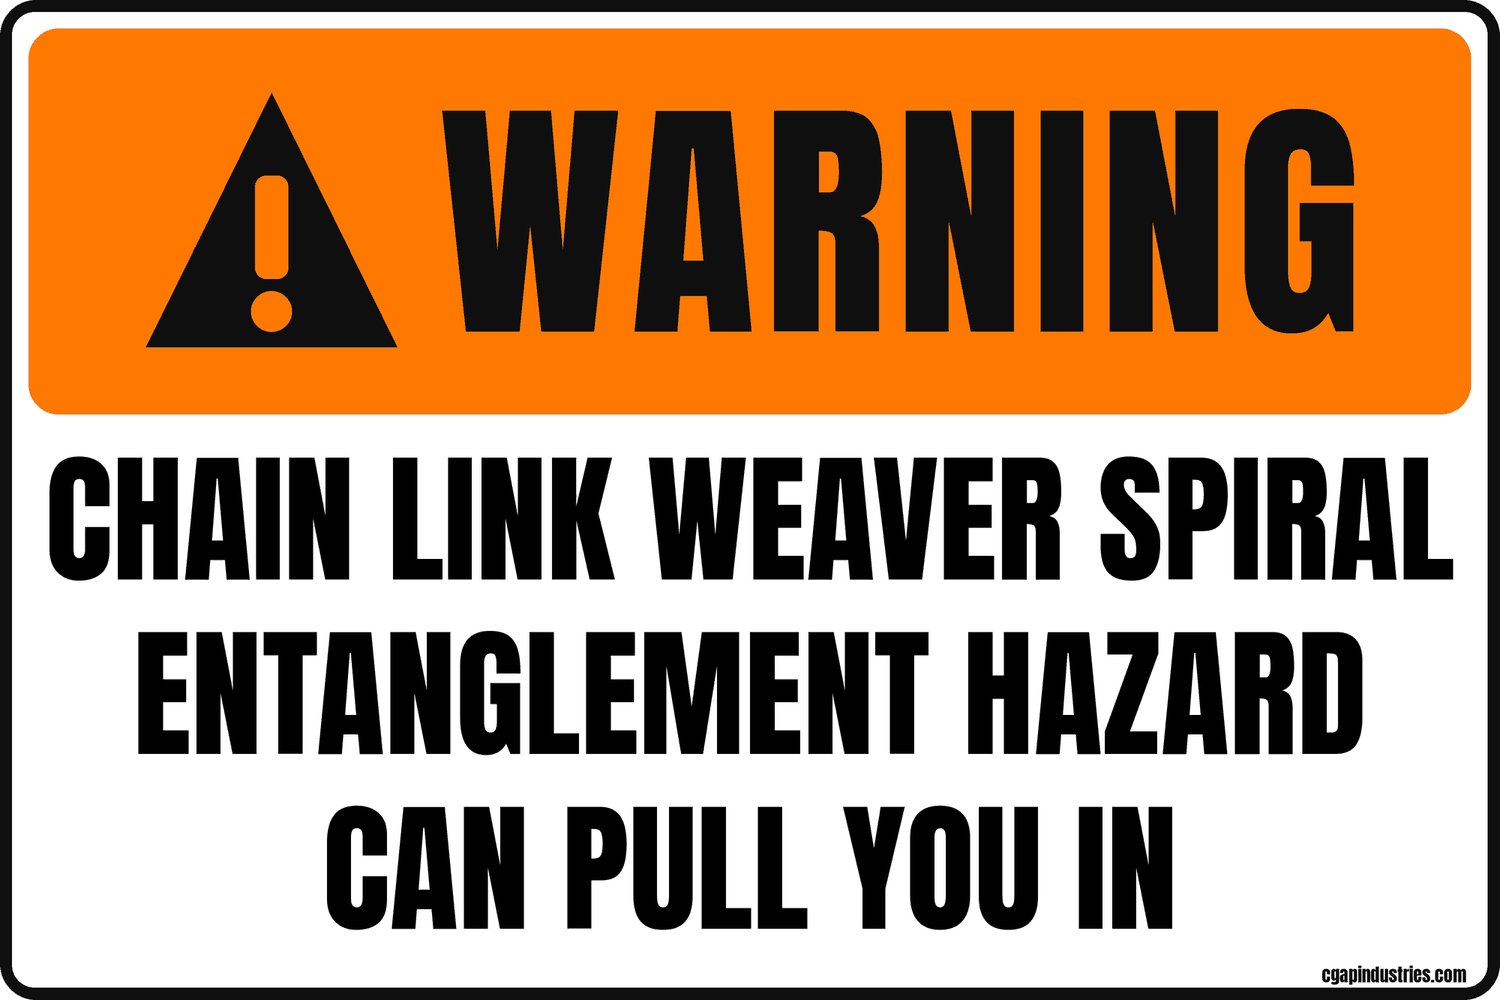 WARNING
CHAIN LINK WEAVER SPIRAL
ENTANGLEMENT HAZARD
CAN PULL YOU IN
cgapindustries.com